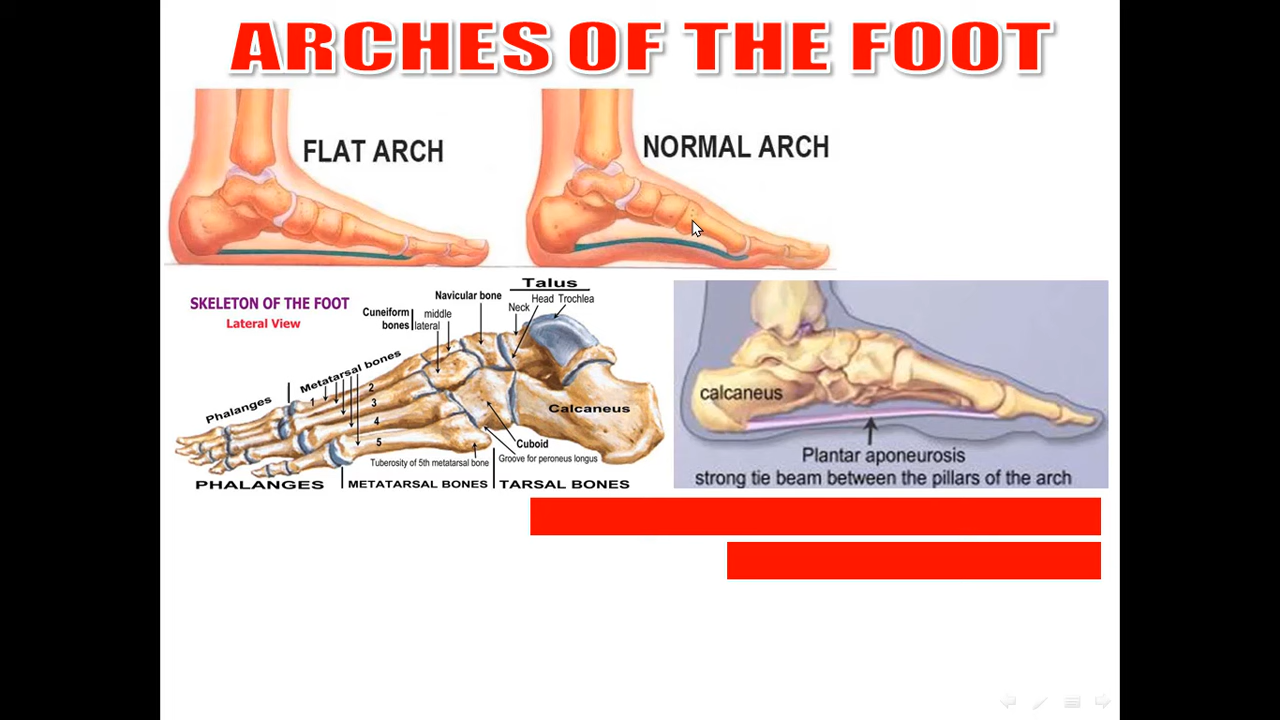 ARCHES OF THE FOOT
FLAT ARCH
NORMAL ARCH
SKELETON OF THE FOOT
Lateral View
Talus
Head Trochlea
Neck
Navicular bone
Cuneiform bones
middle
lateral
Metatarsal bones
Phalanges
1
2
3
4
5
Calcaneus
Cuboid
Groove for peroneus longus
Tuberosity of 5th metatarsal bone
PHALANGES
METATARSAL BONES
TARSAL BONES
calcaneus
Plantar aponeurosis
strong tie beam between the pillars of the arch